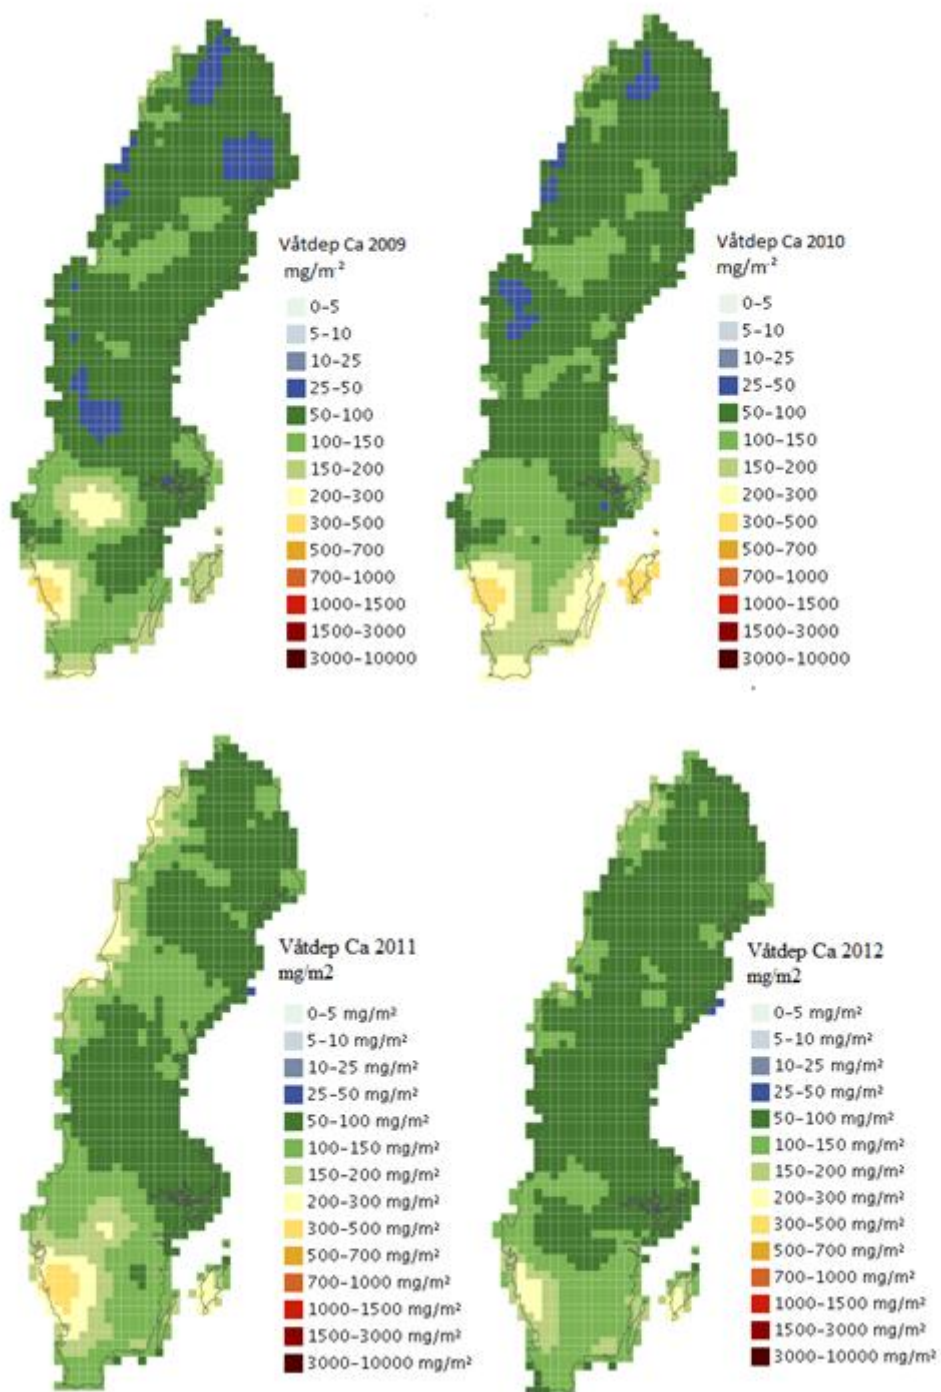 Våtdep Ca 2009
mg/m⁻²
0–5
5–10
10–25
25–50
50–100
100–150
150–200
200–300
300–500
500–700
700–1000
1000–1500
1500–3000
3000–10000
Våtdep Ca 2010
mg/m⁻²
0–5
5–10
10–25
25–50
50–100
100–150
150–200
200–300
300–500
500–700
700–1000
1000–1500
1500–3000
3000–10000
Våtdep Ca 2011
mg/m2
0–5 mg/m²
5–10 mg/m²
10–25 mg/m²
25–50 mg/m²
50–100 mg/m²
100–150 mg/m²
150–200 mg/m²
200–300 mg/m²
300–500 mg/m²
500–700 mg/m²
700–1000 mg/m²
1000–1500 mg/m²
1500–3000 mg/m²
3000–10000 mg/m²
Våtdep Ca 2012
mg/m2
0–5 mg/m²
5–10 mg/m²
10–25 mg/m²
25–50 mg/m²
50–100 mg/m²
100–150 mg/m²
150–200 mg/m²
200–300 mg/m²
300–500 mg/m²
500–700 mg/m²
700–1000 mg/m²
1000–1500 mg/m²
1500–3000 mg/m²
3000–10000 mg/m²